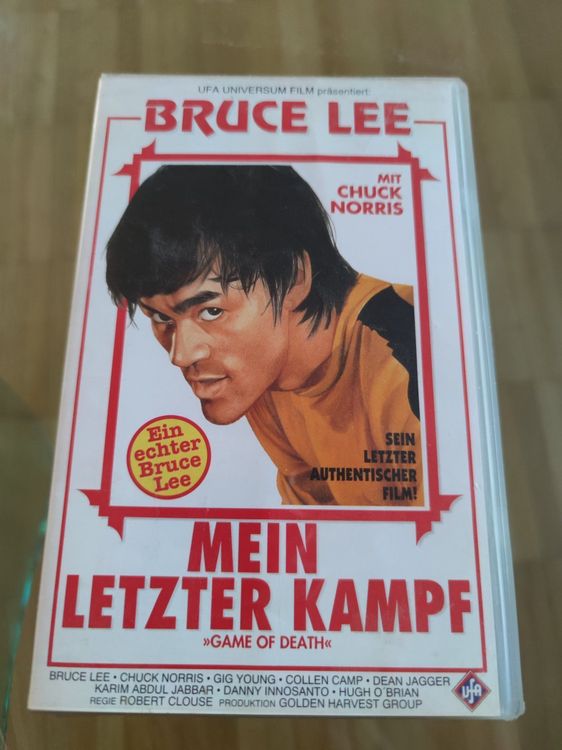 UFA UNIVERSUM FILM präsentiert:
BRUCE LEE
MIT
CHUCK
NORRIS
Ein
echter
Bruce
Lee
SEIN
LETZTER
AUTHENTISCHER
FILM!
MEIN
LETZTER KAMPF
»GAME OF DEATH«
BRUCE LEE · CHUCK NORRIS · GIG YOUNG · COLLEN CAMP · DEAN JAGGER
KARIM ABDUL JABBAR · DANNY INNOSANTO · HUGH O´BRIAN
REGIE ROBERT CLOUSE PRODUKTION GOLDEN HARVEST GROUP
ufa